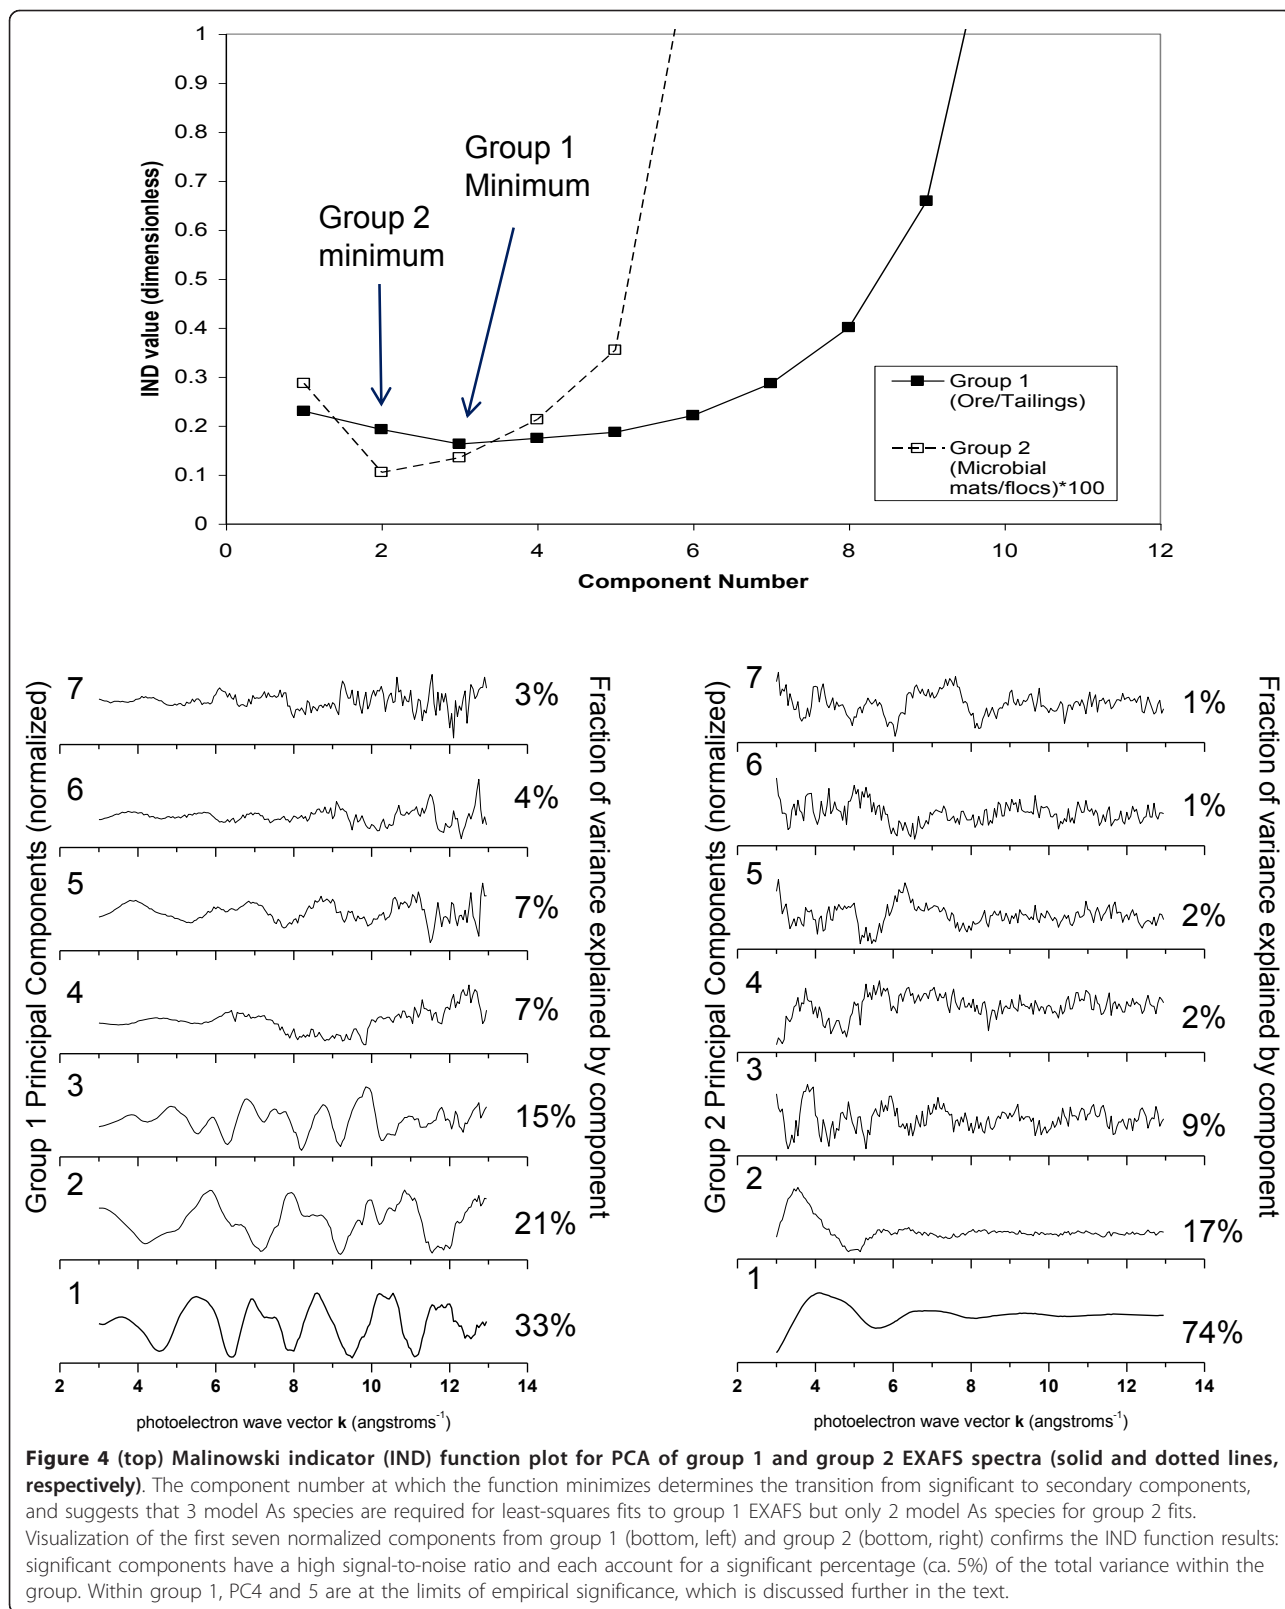 1
0.9
0.8
0.7
0.6
0.5
0.4
0.3
0.2
0.1
0
IND value (dimensionless)
Group 2
minimum
Group 1
Minimum
Group 1
(Ore/Tailings)
Group 2
(Microbial
mats/flocs)*100
0 2 4 6 8 10 12
Component Number
Group 1 Principal Components (normalized)
7 3%
6 4%
5 7%
4 7%
3 15%
2 21%
1 33%
Fraction of variance explained by component
2 4 6 8 10 12 14
photoelectron wave vector k (angstroms⁻¹)
Group 2 Principal Components (normalized)
7 1%
6 1%
5 2%
4 2%
3 9%
2 17%
1 74%
Fraction of variance explained by component
2 4 6 8 10 12 14
photoelectron wave vector k (angstroms⁻¹)
Figure 4 (top) Malinowski indicator (IND) function plot for PCA of group 1 and group 2 EXAFS spectra (solid and dotted lines,
respectively). The component number at which the function minimizes determines the transition from significant to secondary components,
and suggests that 3 model As species are required for least-squares fits to group 1 EXAFS but only 2 model As species for group 2 fits.
Visualization of the first seven normalized components from group 1 (bottom, left) and group 2 (bottom, right) confirms the IND function results:
significant components have a high signal-to-noise ratio and each account for a significant percentage (ca. 5%) of the total variance within the
group. Within group 1, PC4 and 5 are at the limits of empirical significance, which is discussed further in the text.